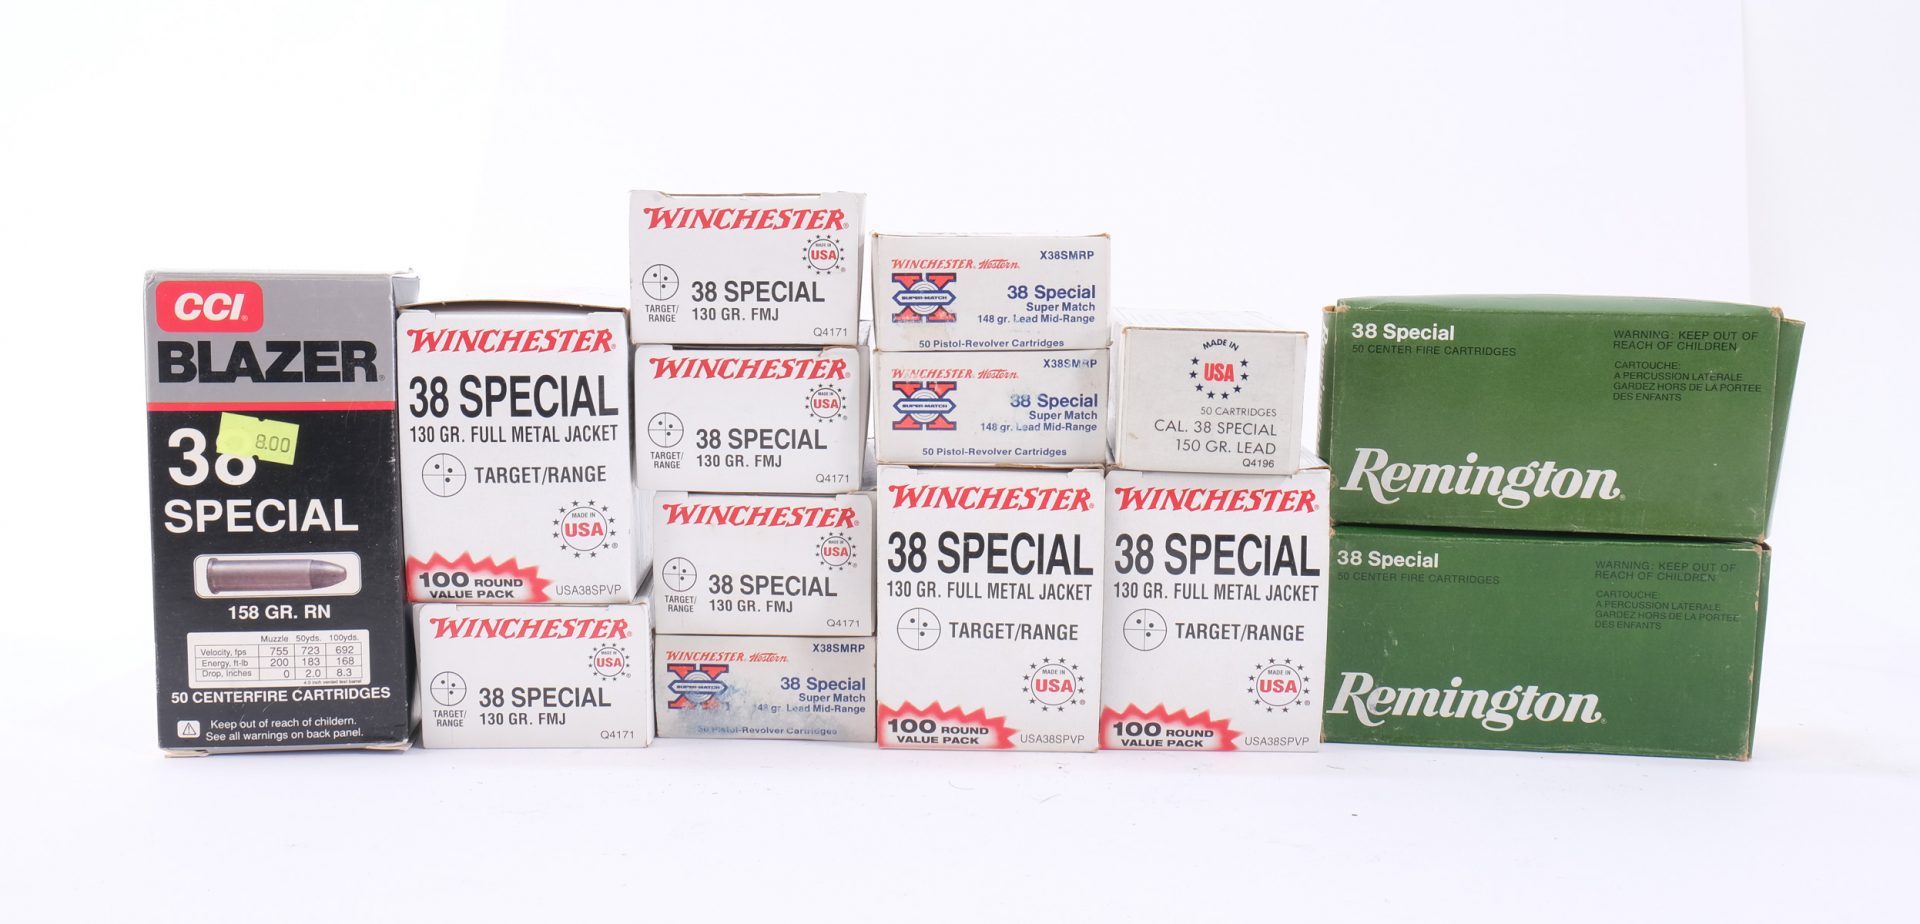 CCI
BLAZER
8.00
38
SPECIAL
158 GR. RN
Muzzle 50yds. 100yds.
Velocity, fps 755 723 692
Energy, ft-lb 200 183 168
Drop, inches 0 2.0 8.3
50 CENTERFIRE CARTRIDGES
Keep out of reach of childern.
See all warnings on back panel.
WINCHESTER
38 SPECIAL
130 GR. FULL METAL JACKET
TARGET/RANGE
MADE IN
USA
100 ROUND
VALUE PACK
USA38SPVP
WINCHESTER
MADE IN
USA
38 SPECIAL
TARGET/
RANGE
130 GR. FMJ
Q4171
WINCHESTER
MADE IN
USA
38 SPECIAL
TARGET/
RANGE
130 GR. FMJ
Q4171
WINCHESTER
MADE IN
USA
38 SPECIAL
TARGET/
RANGE
130 GR. FMJ
Q4171
WINCHESTER
MADE IN
USA
38 SPECIAL
TARGET/
RANGE
130 GR. FMJ
Q4171
X38SMRP
WINCHESTER Western
X
SUPER-MATCH
38 Special
Super Match
148 gr. Lead Mid-Range
50 Pistol-Revolver Cartridges
X38SMRP
WINCHESTER Western
X
SUPER-MATCH
38 Special
Super Match
148 gr. Lead Mid-Range
50 Pistol-Revolver Cartridges
X38SMRP
WINCHESTER Western
X
SUPER-MATCH
38 Special
Super Match
148 gr. Lead Mid-Range
50 Pistol-Revolver Cartridges
WINCHESTER
38 SPECIAL
130 GR. FULL METAL JACKET
TARGET/RANGE
MADE IN
USA
100 ROUND
VALUE PACK
USA38SPVP
MADE IN
USA
50 CARTRIDGES
CAL. 38 SPECIAL
150 GR. LEAD
Q4196
WINCHESTER
38 SPECIAL
130 GR. FULL METAL JACKET
TARGET/RANGE
MADE IN
USA
100 ROUND
VALUE PACK
USA38SPVP
38 Special
50 CENTER FIRE CARTRIDGES
WARNING: KEEP OUT OF
REACH OF CHILDREN
CARTOUCHE:
A PERCUSSION LATERALE
GARDEZ HORS DE LA PORTEE
DES ENFANTS
Remington
38 Special
50 CENTER FIRE CARTRIDGES
WARNING: KEEP OUT OF
REACH OF CHILDREN
CARTOUCHE:
A PERCUSSION LATERALE
GARDEZ HORS DE LA PORTEE
DES ENFANTS
Remington